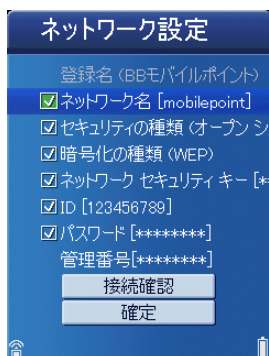 ネットワーク設定
登録名 (BBモバイルポイント)
ネットワーク名 [mobilepoint]
セキュリティの種類 (オープン シ
暗号化の種類 (WEP)
ネットワーク セキュリティ キー [**
ID [123456789]
パスワード [********]
管理番号[********]
接続確認
確定